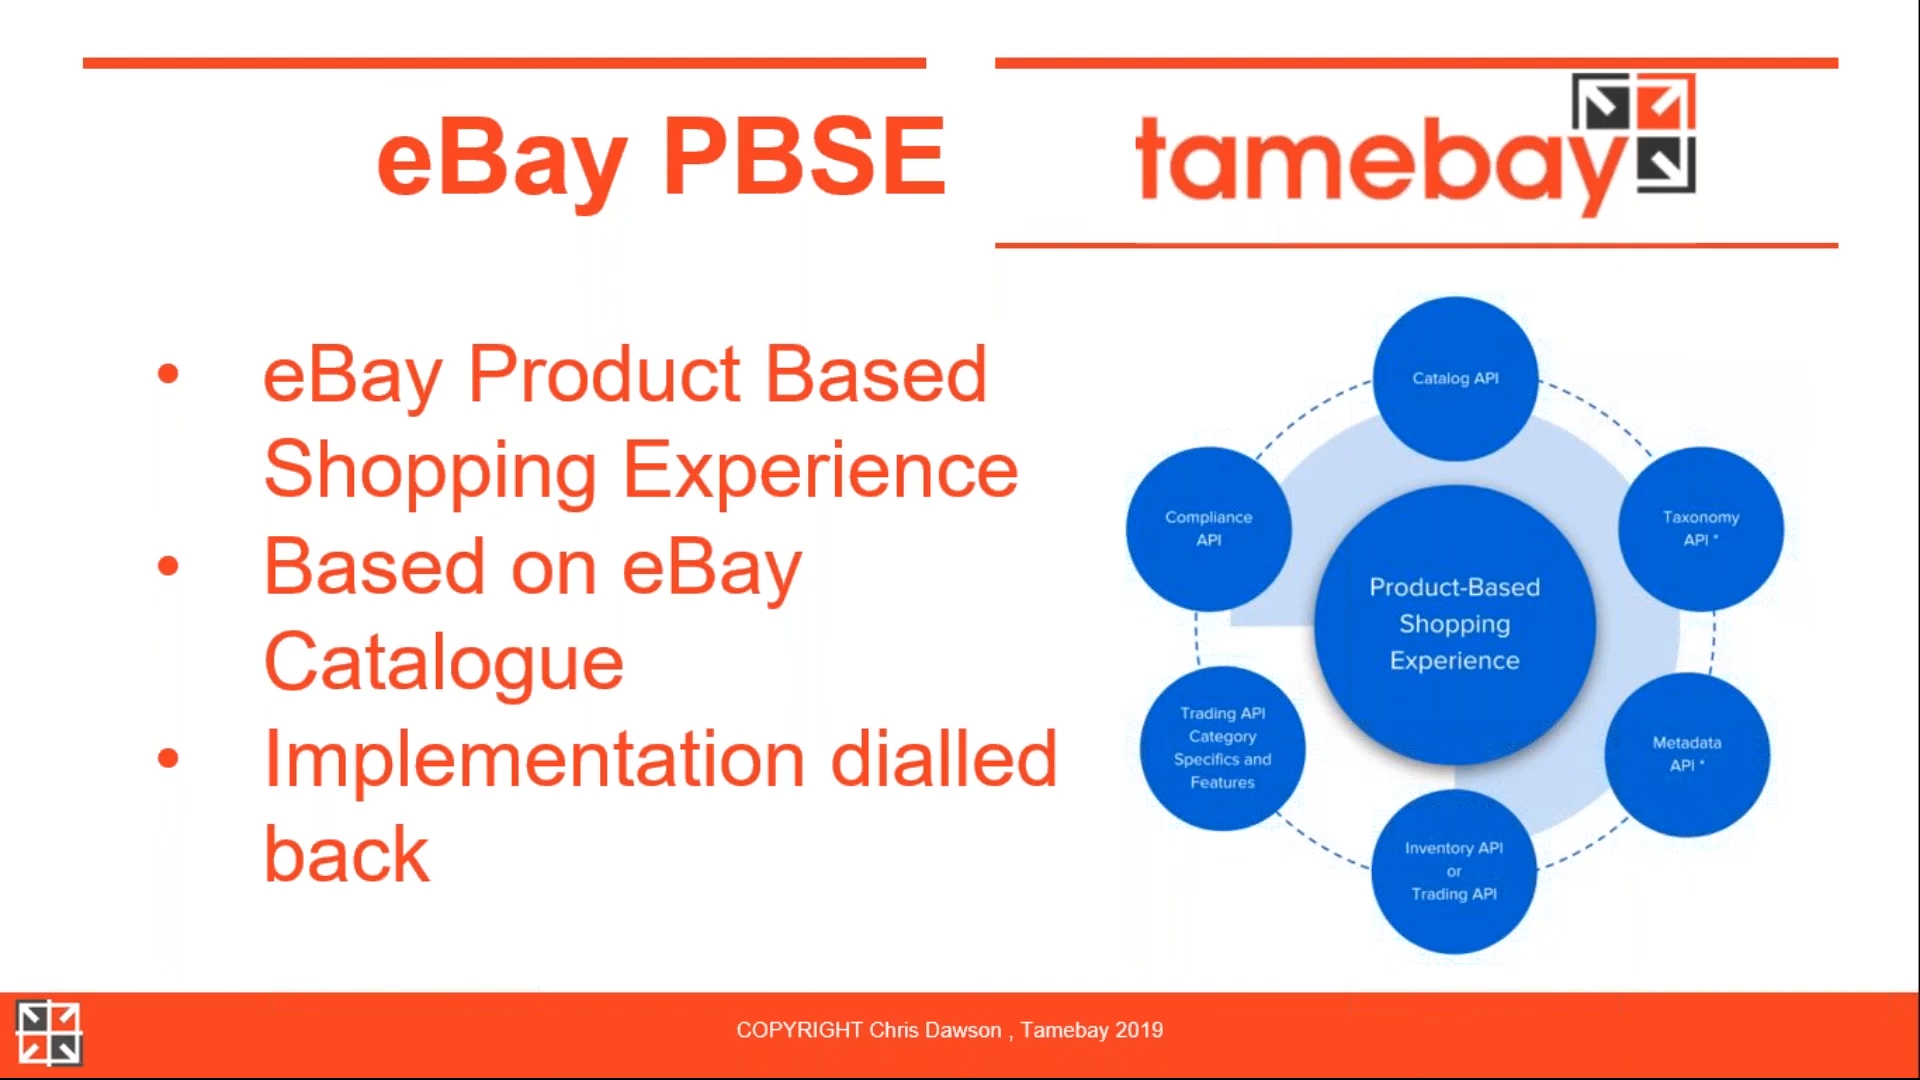 eBay PBSE
tamebay
eBay Product Based
Shopping Experience
Based on eBay
Catalogue
Implementation dialled
back
Catalog API
Compliance
API
Taxonomy
API *
Product-Based
Shopping
Experience
Trading API
Category
Specifics and
Features
Metadata
API *
Inventory API
or
Trading API
COPYRIGHT Chris Dawson , Tamebay 2019